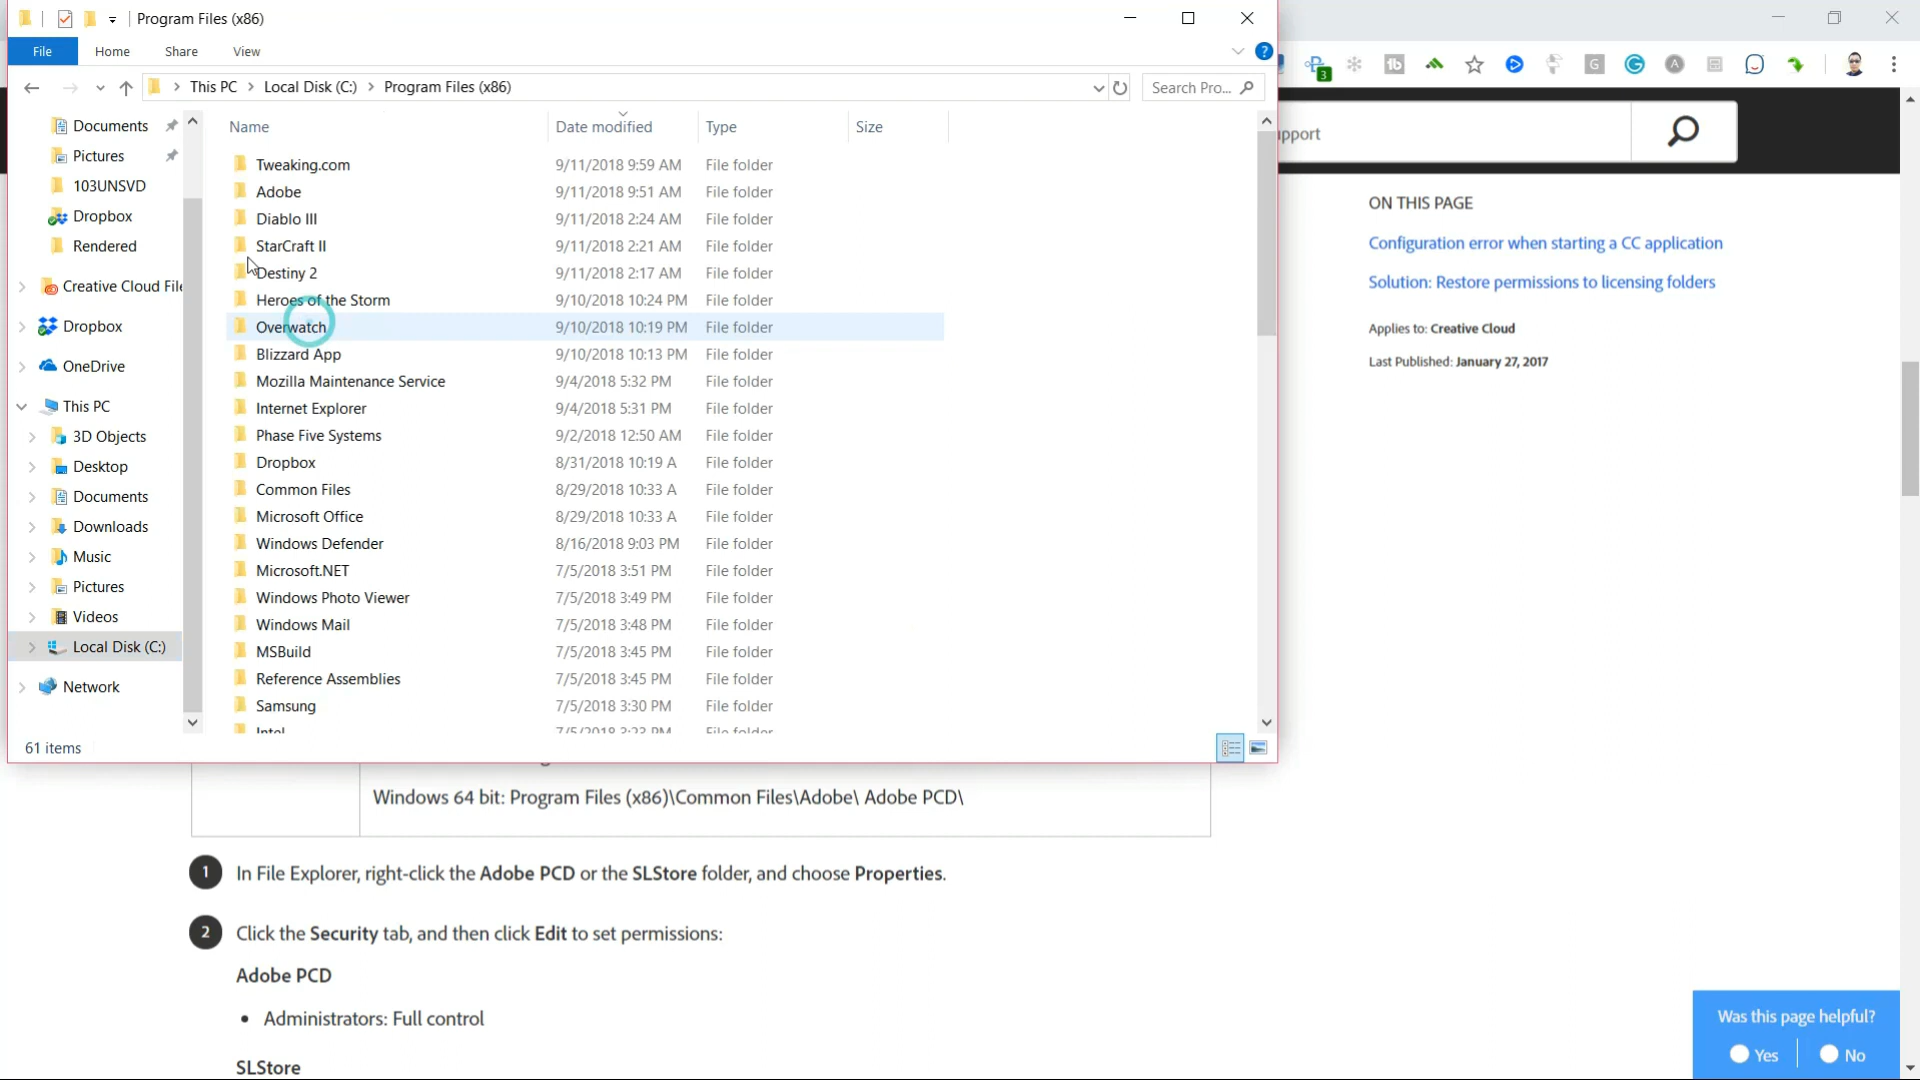 Program Files (x86)
File Home Share View
This PC Local Disk (C:) Program Files (x86) Search Pro...
Documents
Pictures
103UNSVD
Dropbox
Rendered
Creative Cloud File
Dropbox
OneDrive
This PC
3D Objects
Desktop
Documents
Downloads
Music
Pictures
Videos
Local Disk (C:)
Network
Name Date modified Type Size
Tweaking.com 9/11/2018 9:59 AM File folder
Adobe 9/11/2018 9:51 AM File folder
Diablo III 9/11/2018 2:24 AM File folder
StarCraft II 9/11/2018 2:21 AM File folder
Destiny 2 9/11/2018 2:17 AM File folder
Heroes of the Storm 9/10/2018 10:24 PM File folder
Overwatch 9/10/2018 10:19 PM File folder
Blizzard App 9/10/2018 10:13 PM File folder
Mozilla Maintenance Service 9/4/2018 5:32 PM File folder
Internet Explorer 9/4/2018 5:31 PM File folder
Phase Five Systems 9/2/2018 12:50 AM File folder
Dropbox 8/31/2018 10:19 A File folder
Common Files 8/29/2018 10:33 A File folder
Microsoft Office 8/29/2018 10:33 A File folder
Windows Defender 8/16/2018 9:03 PM File folder
Microsoft.NET 7/5/2018 3:51 PM File folder
Windows Photo Viewer 7/5/2018 3:49 PM File folder
Windows Mail 7/5/2018 3:48 PM File folder
MSBuild 7/5/2018 3:45 PM File folder
Reference Assemblies 7/5/2018 3:45 PM File folder
Samsung 7/5/2018 3:30 PM File folder
Intel 7/5/2018 3:23 PM File folder
61 items
3
pport
ON THIS PAGE
Configuration error when starting a CC application
Solution: Restore permissions to licensing folders
Applies to: Creative Cloud
Last Published: January 27, 2017
Windows 64 bit: Program Files (x86)\Common Files\Adobe\ Adobe PCD\
1 In File Explorer, right-click the Adobe PCD or the SLStore folder, and choose Properties.
2 Click the Security tab, and then click Edit to set permissions:
Adobe PCD
• Administrators: Full control
SLStore
Was this page helpful?
Yes No